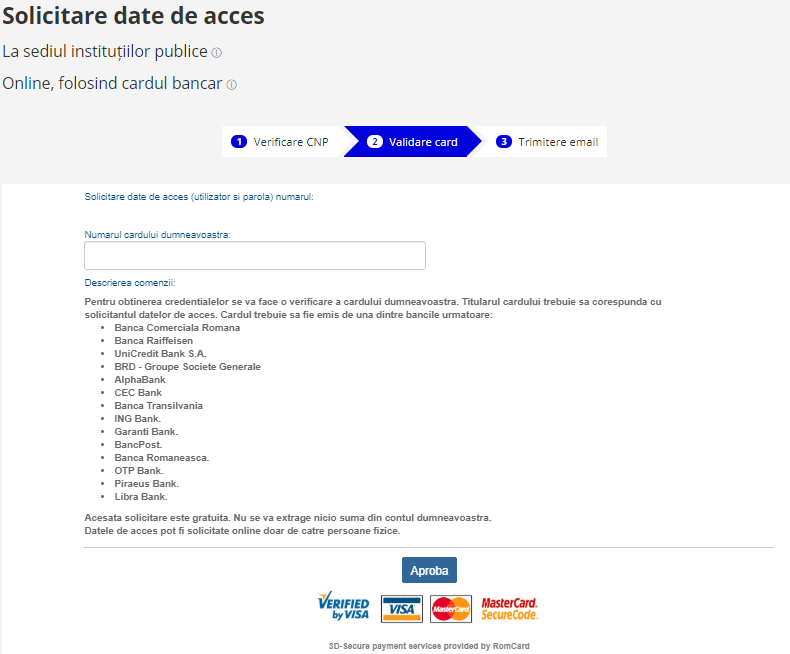 Solicitare date de acces
La sediul instituțiilor publice
Online, folosind cardul bancar
1 Verificare CNP 2 Validare card 3 Trimitere email
Solicitare date de acces (utilizator si parola) numarul:
Numarul cardului dumneavoastra:
Descrierea comenzii:
Pentru obtinerea credentialelor se va face o verificare a cardului dumneavoastra. Titularul cardului trebuie sa corespunda cu
solicitantul datelor de acces. Cardul trebuie sa fie emis de una dintre bancile urmatoare:
• Banca Comerciala Romana
• Banca Raiffeisen
• UniCredit Bank S.A.
• BRD - Groupe Societe Generale
• AlphaBank
• CEC Bank
• Banca Transilvania
• ING Bank.
• Garanti Bank.
• BancPost.
• Banca Romaneasca.
• OTP Bank.
• Piraeus Bank.
• Libra Bank.
Acesata solicitare este gratuita. Nu se va extrage nicio suma din contul dumneavoastra.
Datele de acces pot fi solicitate online doar de catre persoane fizice.
Aproba
VERIFIED by VISA VISA MasterCard MasterCard. SecureCode.
3D-Secure payment services provided by RomCard